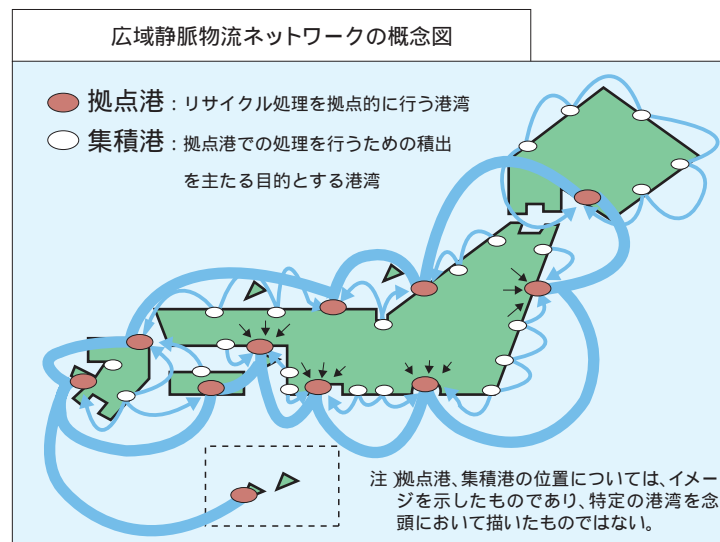 広域静脈物流ネットワークの概念図
拠点港：リサイクル処理を拠点的に行う港湾
集積港：拠点港での処理を行うための積出
を主たる目的とする港湾
注）拠点港、集積港の位置については、イメー
ジを示したものであり、特定の港湾を念
頭において描いたものではない。